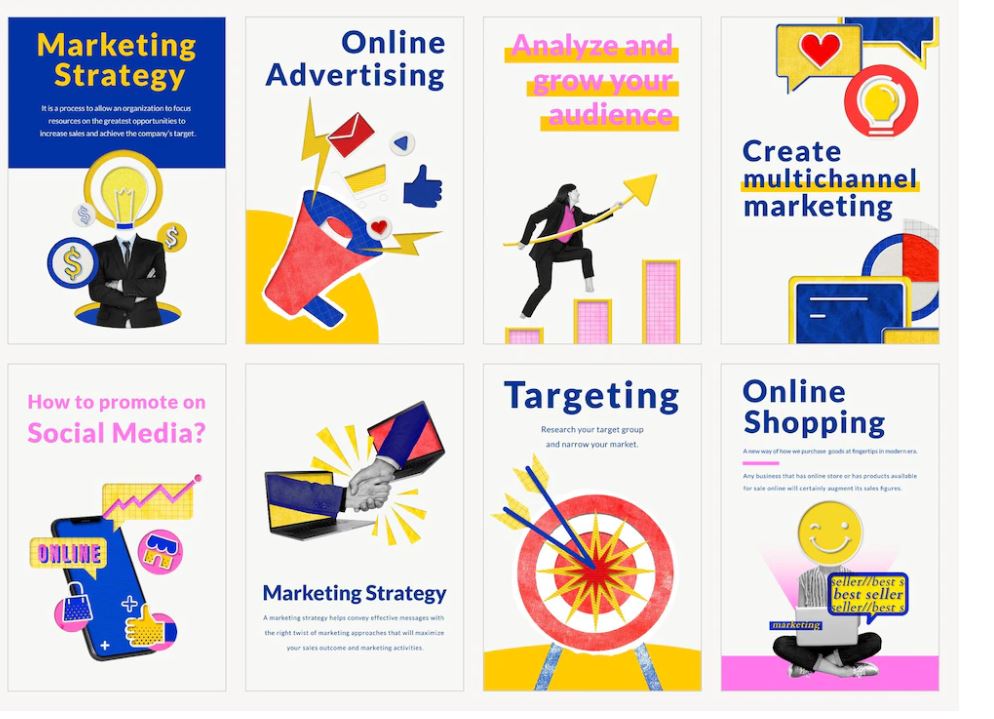 Marketing
Strategy
It is a process to allow an organization to focus
resources on the greatest opportunities to
increase sales and achieve the company's target.
$
$
$
Online
Advertising
Analyze and
grow your
audience
Create
multichannel
marketing
How to promote on
Social Media?
ONLINE
Marketing Strategy
A marketing strategy helps convey effective messages with
the right twist of marketing approaches that will maximize
your sales outcome and marketing activities.
Targeting
Research your target group
and narrow your market.
Online
Shopping
A new way of how we purchase goods at fingertips in modern era.
Any business that has online store or has products available
for sale online will certainly augment its sales figures.
seller//best s
best seller
seller//best s
marketing